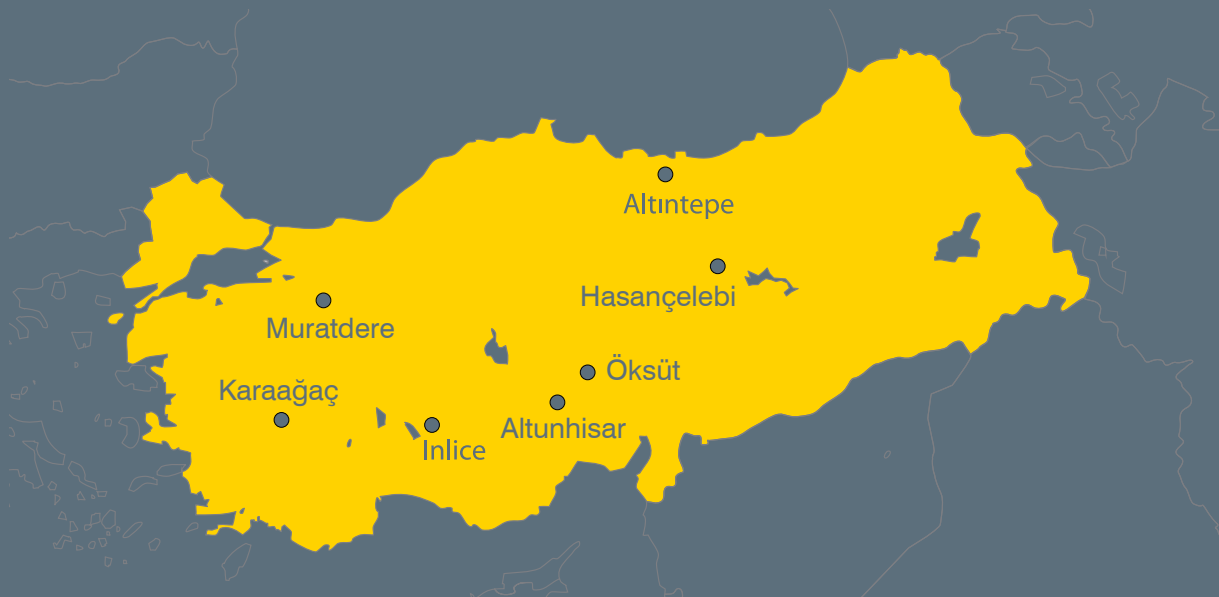 Altıntepe
Hasançelebi
Muratdere
Öksüt
Karaağaç
Altunhisar
Inlice